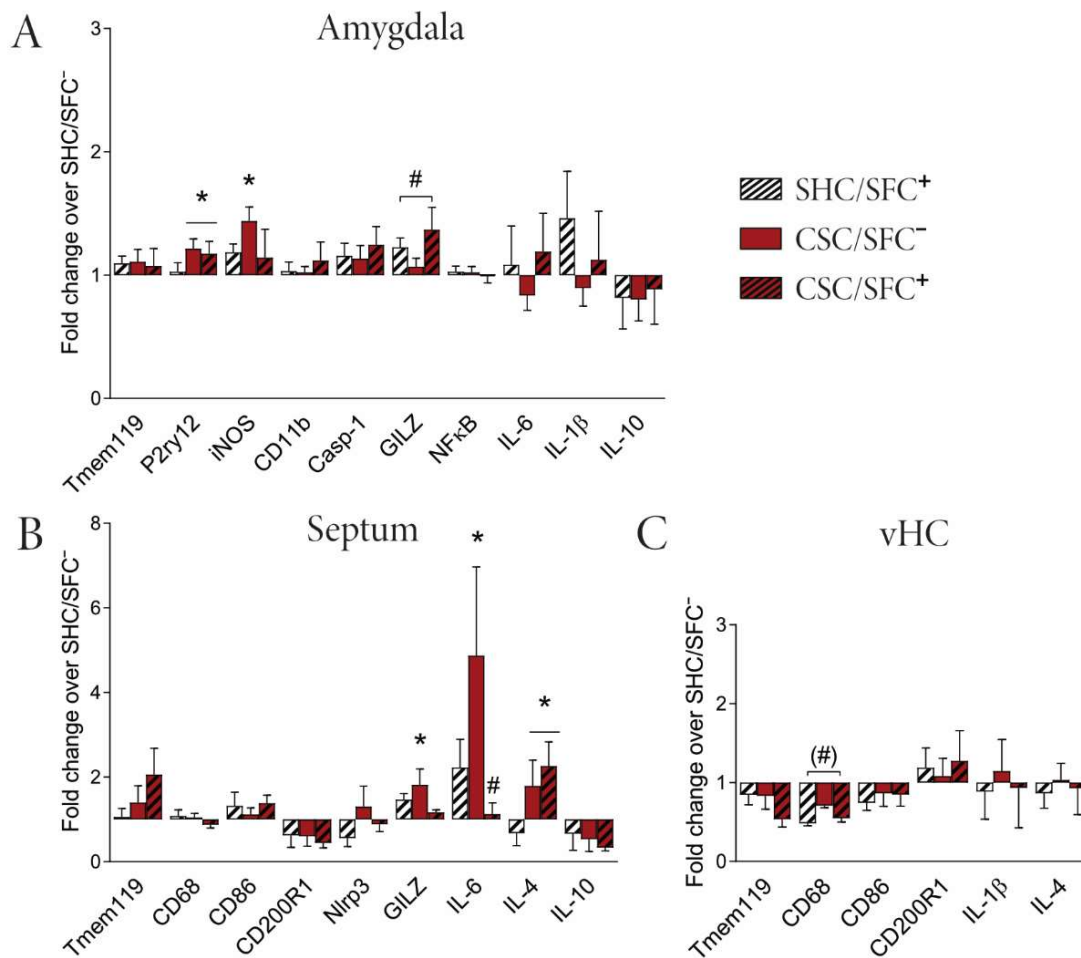 A
Amygdala
Fold change over SHC/SFC⁻
3
2
1
0
*
*
#
Tmem119
P2ry12
iNOS
CD11b
Casp-1
GILZ
NFκB
IL-6
IL-1β
IL-10
SHC/SFC⁺
CSC/SFC⁻
CSC/SFC⁺
B
Septum
Fold change over SHC/SFC⁻
8
6
4
2
0
*
*
#
*
Tmem119
CD68
CD86
CD200R1
Nlrp3
GILZ
IL-6
IL-4
IL-10
C
vHC
Fold change over SHC/SFC⁻
3
2
1
0
(#)
Tmem119
CD68
CD86
CD200R1
IL-1β
IL-4